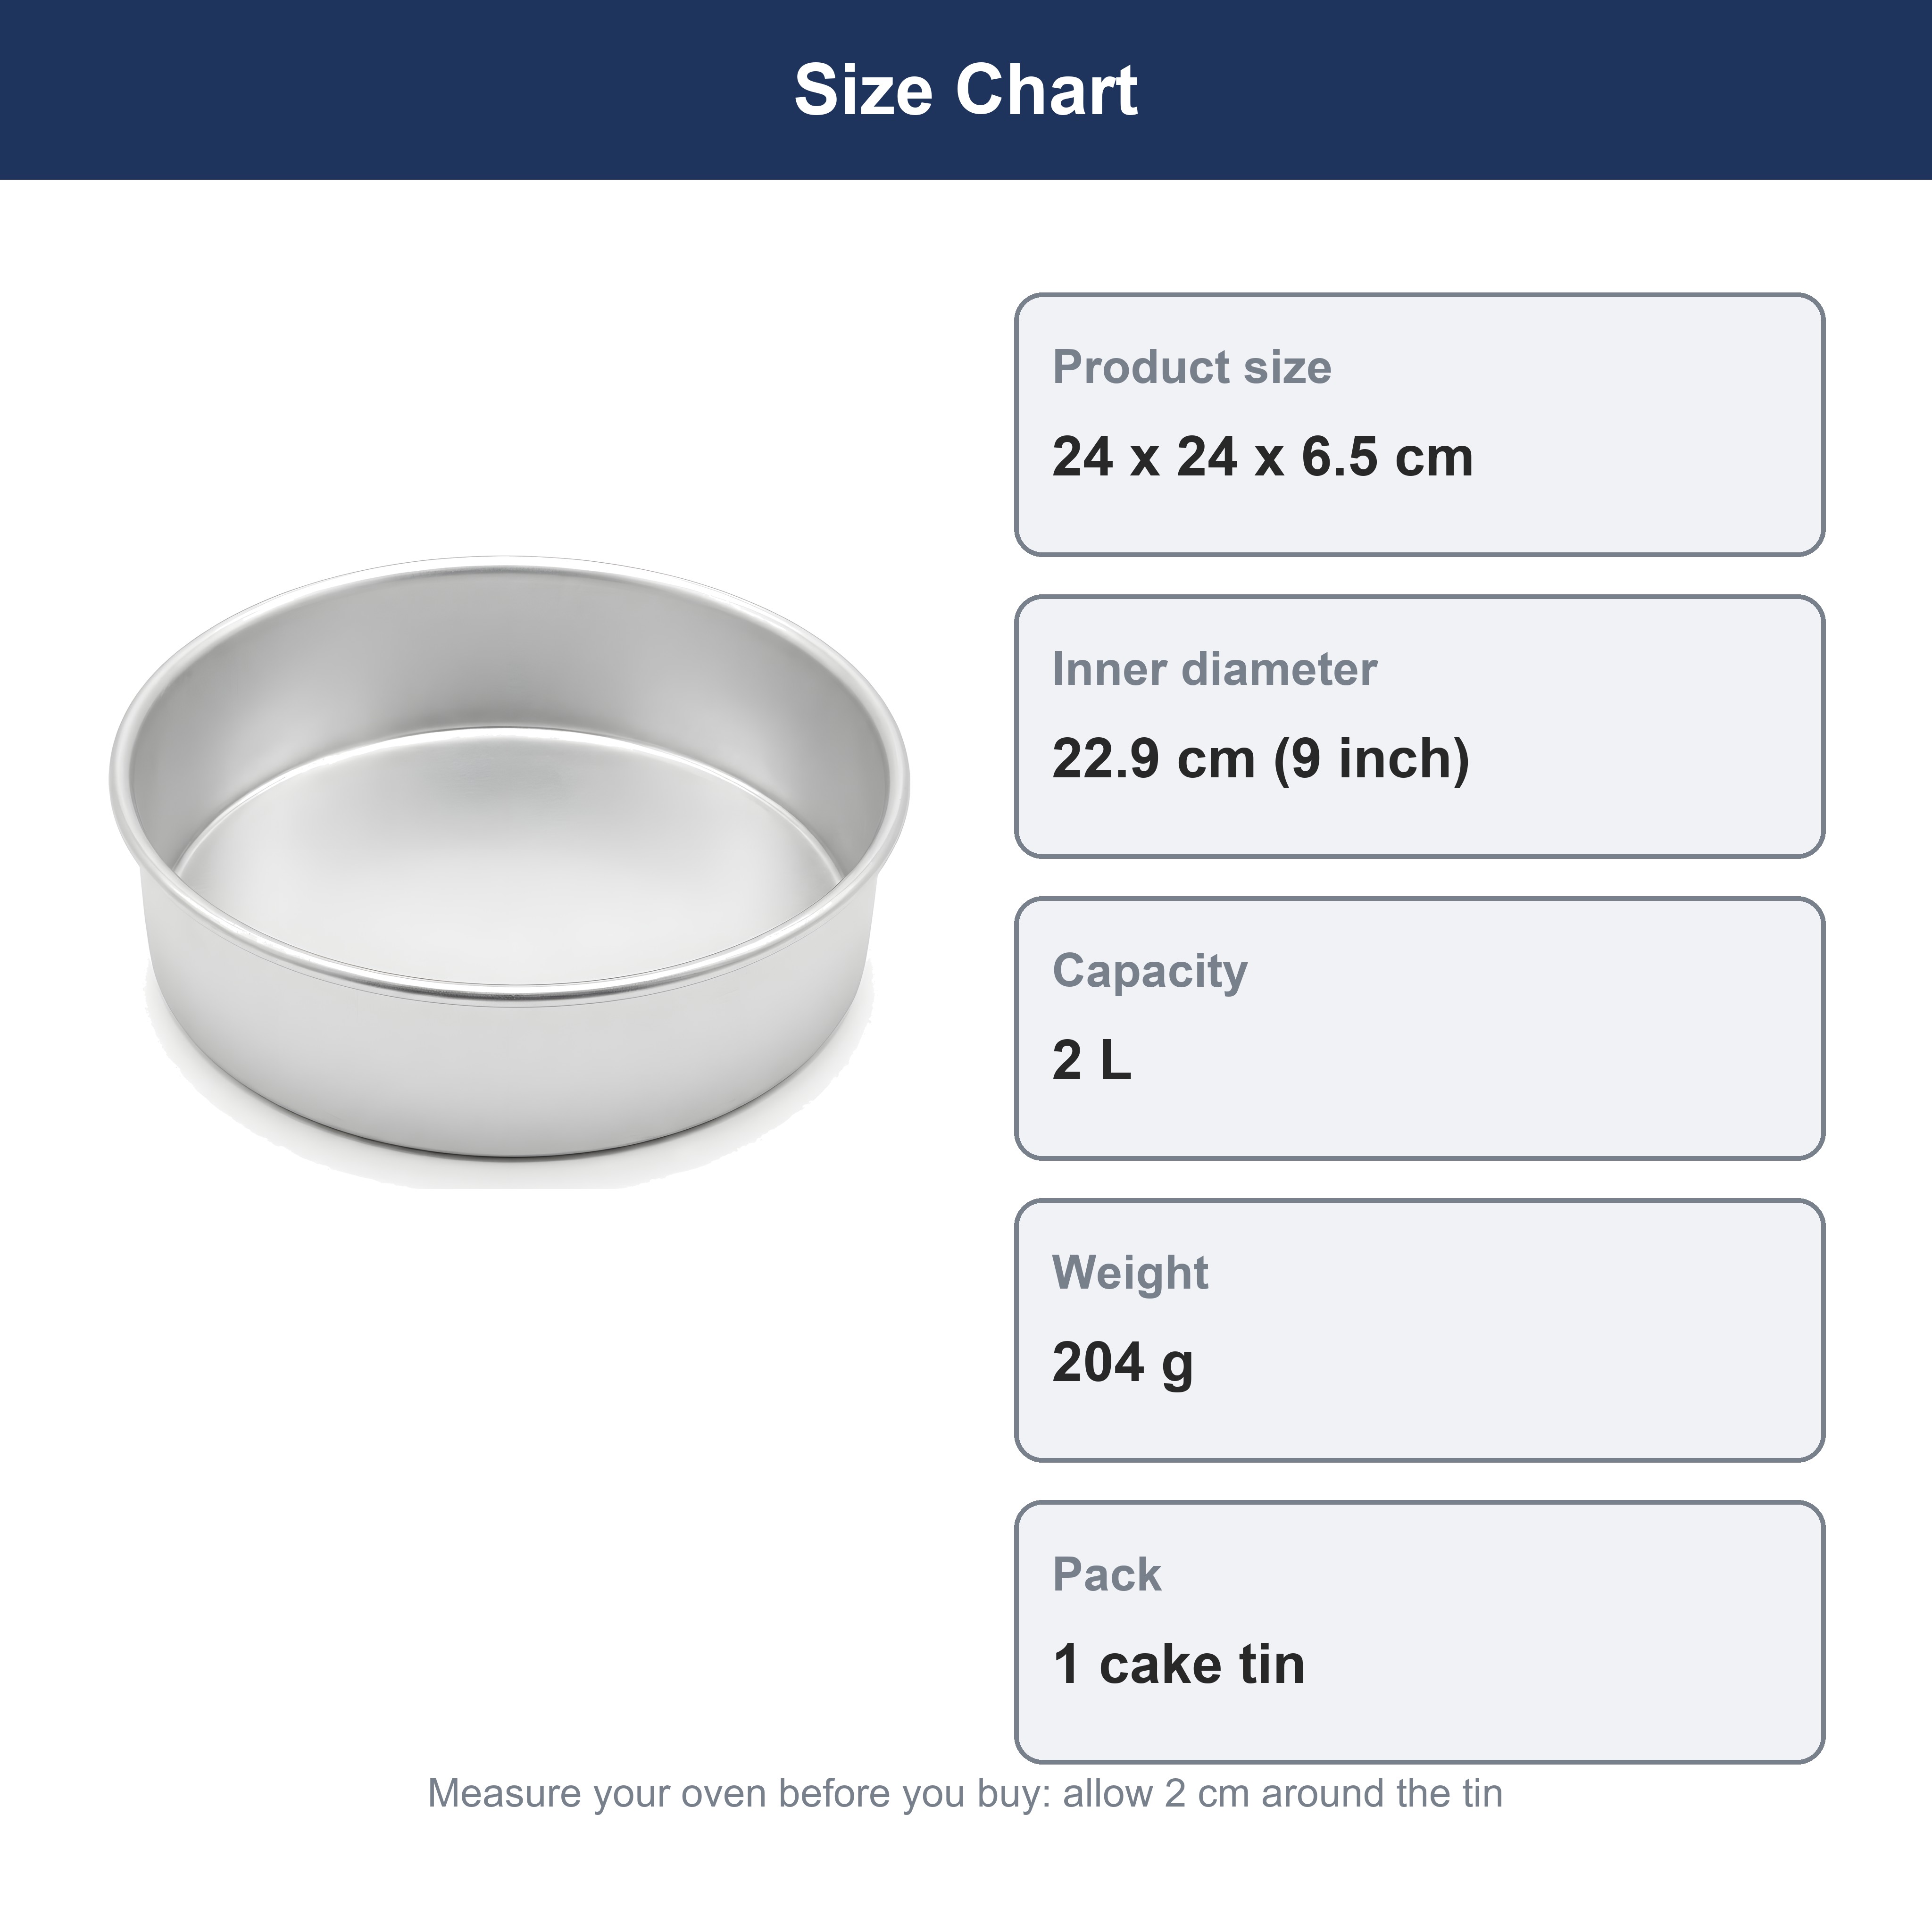 Size Chart
Product size
24 x 24 x 6.5 cm
Inner diameter
22.9 cm (9 inch)
Capacity
2 L
Weight
204 g
Pack
1 cake tin
Measure your oven before you buy: allow 2 cm around the tin